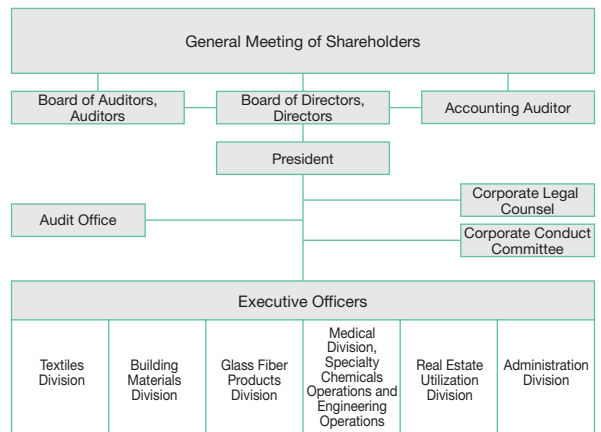 General Meeting of Shareholders
Board of Auditors,
Auditors
Board of Directors,
Directors
Accounting Auditor
President
Corporate Legal
Counsel
Audit Office
Corporate Conduct
Committee
Executive Officers
Textiles
Division
Building
Materials
Division
Glass Fiber
Products
Division
Medical
Division,
Specialty
Chemicals
Operations and
Engineering
Operations
Real Estate
Utilization
Division
Administration
Division